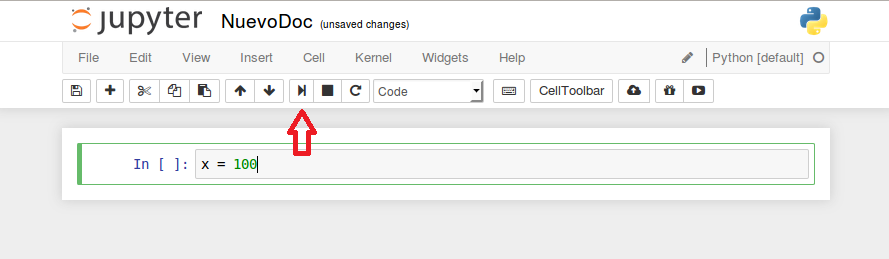 jupyter NuevoDoc (unsaved changes)
File Edit View Insert Cell Kernel Widgets Help Python [default]
Code CellToolbar
In [ ]: x = 100